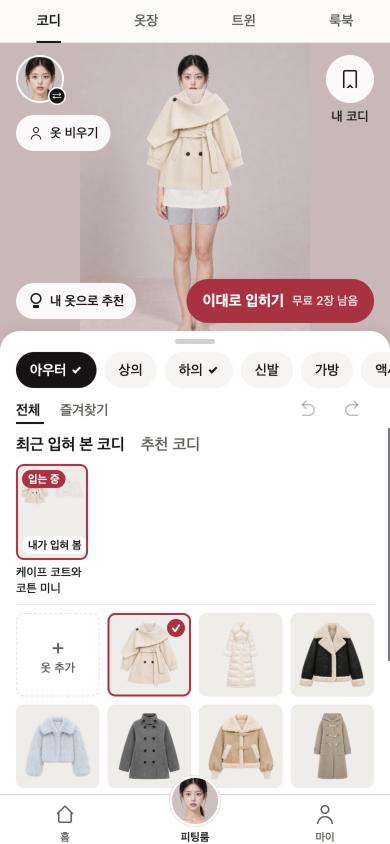 코디
옷장
트윈
룩북
옷 비우기
내 코디
내 옷으로 추천
이대로 입히기 무료 2장 남음
아우터
상의
하의
신발
가방
전체
즐겨찾기
최근 입혀 본 코디
추천 코디
입는 중
내가 입혀 봄
케이프 코트와
코튼 미니
+
옷 추가
홈
피팅룸
마이